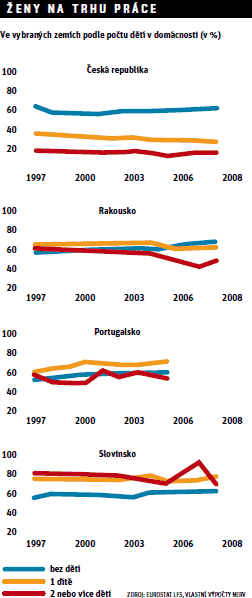 ŽENY NA TRHU PRÁCE
Ve vybraných zemích podle počtu dětí v domácnosti (v %)
Česká republika
100
80
60
40
20
1997 2000 2003 2006 2008
Rakousko
100
80
60
40
20
1997 2000 2003 2006 2008
Portugalsko
100
80
60
40
20
1997 2000 2003 2006 2008
Slovinsko
100
80
60
40
20
1997 2000 2003 2006 2008
bez dětí
1 dítě
2 nebo více dětí
ZDROJ: EUROSTAT LFS, VLASTNÍ VÝPOČTY NERV